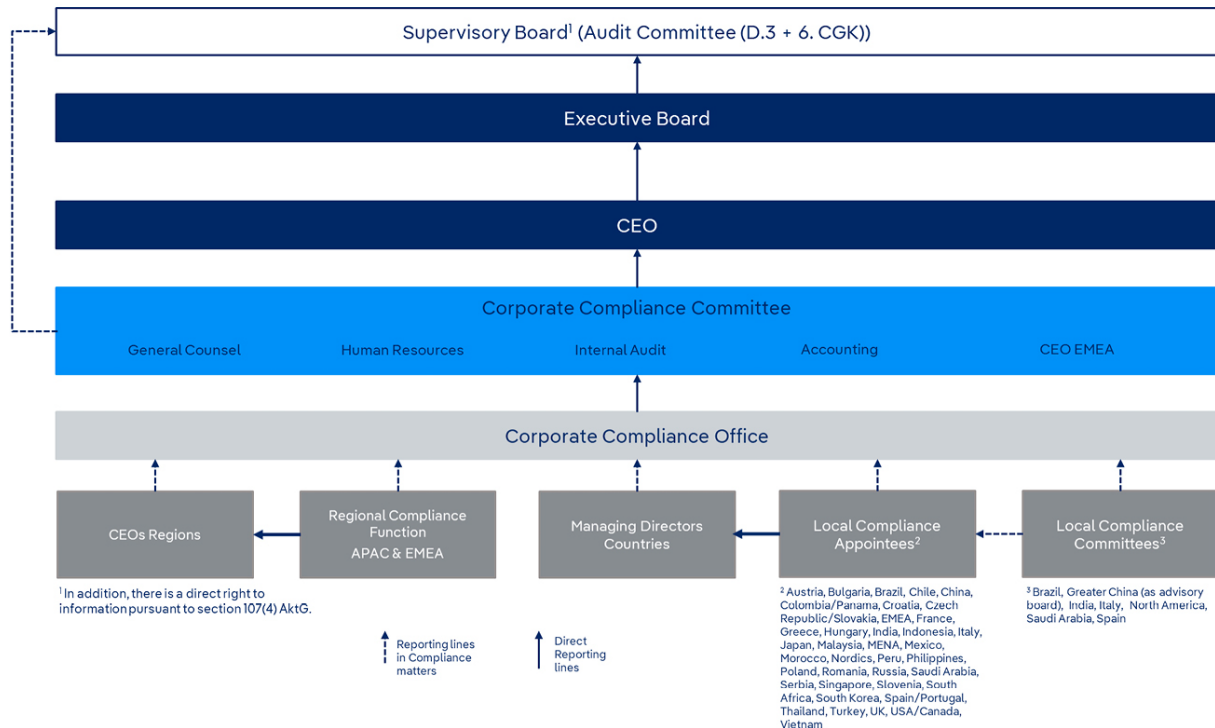 Supervisory Board¹ (Audit Committee (D.3 + 6. CGK))
Executive Board
CEO
Corporate Compliance Committee
General Counsel
Human Resources
Internal Audit
Accounting
CEO EMEA
Corporate Compliance Office
CEOs Regions
Regional Compliance
Function
APAC & EMEA
Managing Directors
Countries
Local Compliance
Appointees²
Local Compliance
Committees³
¹ In addition, there is a direct right to
information pursuant to section 107(4) AktG.
Reporting lines
in Compliance
matters
Direct
Reporting
lines
² Austria, Bulgaria, Brazil, Chile, China,
Colombia/Panama, Croatia, Czech
Republic/Slovakia, EMEA, France,
Greece, Hungary, India, Indonesia, Italy,
Japan, Malaysia, MENA, Mexico,
Morocco, Nordics, Peru, Philippines,
Poland, Romania, Russia, Saudi Arabia,
Serbia, Singapore, Slovenia, South
Africa, South Korea, Spain/Portugal,
Thailand, Turkey, UK, USA/Canada,
Vietnam
³ Brazil, Greater China (as advisory
board), India, Italy, North America,
Saudi Arabia, Spain